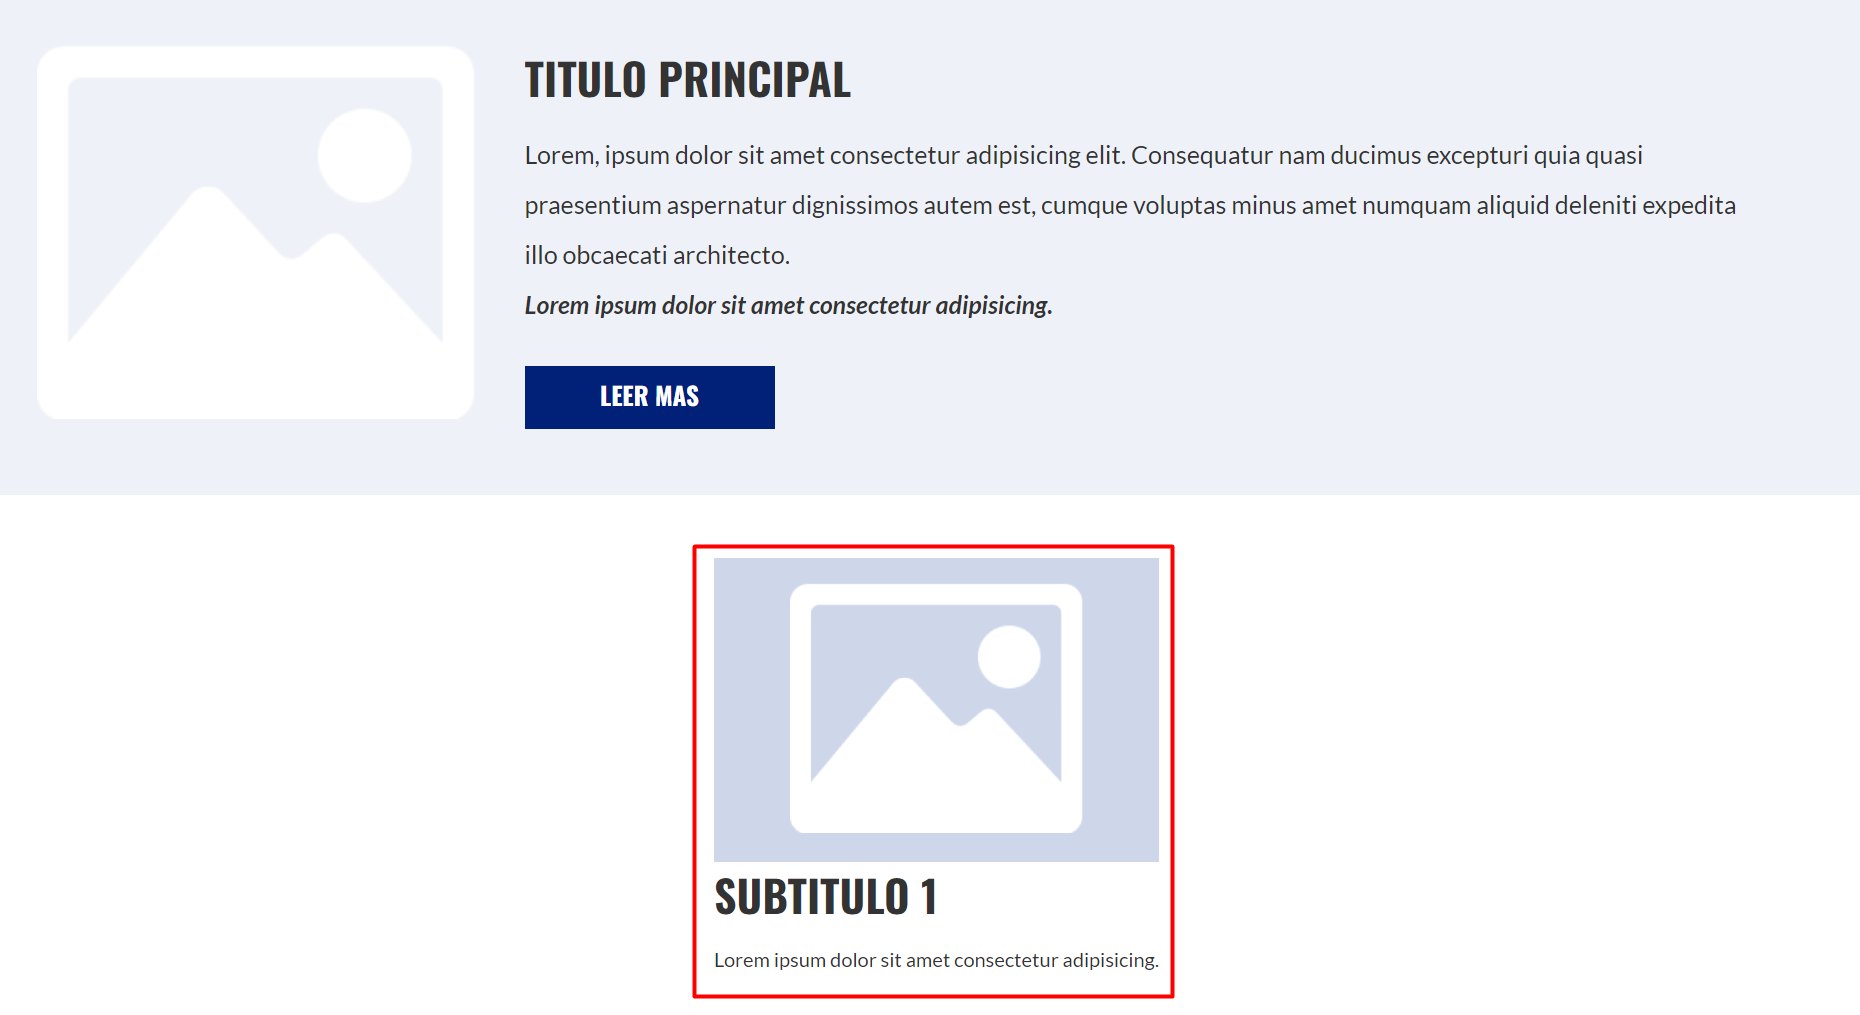 TITULO PRINCIPAL
Lorem, ipsum dolor sit amet consectetur adipisicing elit. Consequatur nam ducimus excepturi quia quasi
praesentium aspernatur dignissimos autem est, cumque voluptas minus amet numquam aliquid deleniti expedita
illo obcaecati architecto.
Lorem ipsum dolor sit amet consectetur adipisicing.
LEER MAS
SUBTITULO 1
Lorem ipsum dolor sit amet consectetur adipisicing.